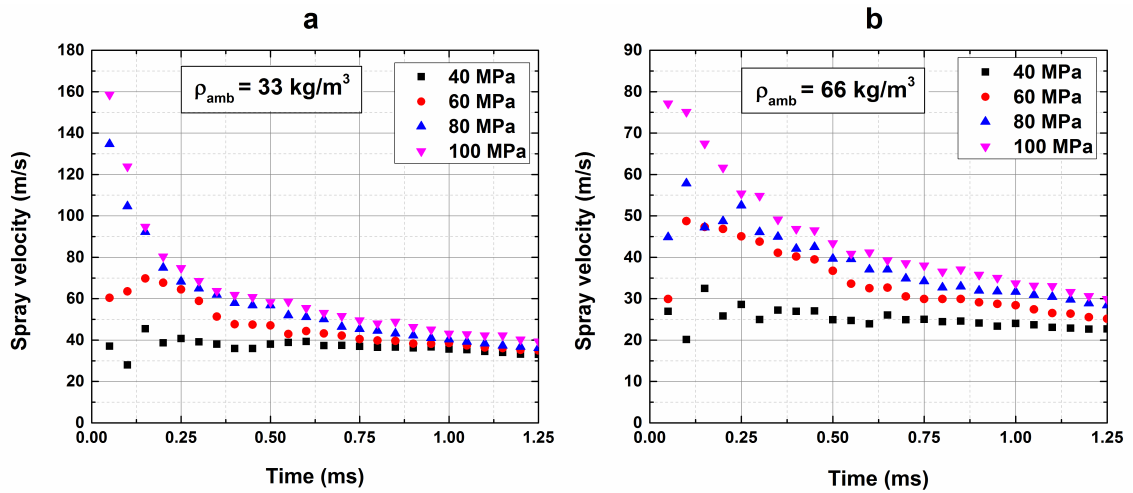 a
180
160
140
120
100
80
60
40
20
0
0.00 0.25 0.50 0.75 1.00 1.25
Spray velocity (m/s)
Time (ms)
ρamb = 33 kg/m³
40 MPa
60 MPa
80 MPa
100 MPa
b
90
80
70
60
50
40
30
20
10
0
0.00 0.25 0.50 0.75 1.00 1.25
Spray velocity (m/s)
Time (ms)
ρamb = 66 kg/m³
40 MPa
60 MPa
80 MPa
100 MPa